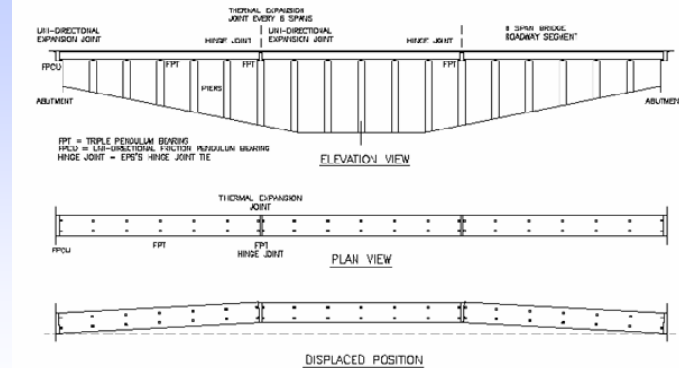 THERMAL EXPANSION
JOINT EVERY 6 SPANS
UNI-DIRECTIONAL
EXPANSION JOINT
HINGE JOINT
UNI-DIRECTIONAL
EXPANSION JOINT
HINGE JOINT
SPAN BRIDGE
ROADWAY SEGMENT
FPCU
FPT
FPT
FPT
PIERS
ABUTMENT
ABUTMENT
FPT = TRIPLE PENDULUM BEARING
FPCU = UNI-DIRECTIONAL FRICTION PENDULUM BEARING
HINGE JOINT = EPS'S HINGE JOINT TIE
ELEVATION VIEW
THERMAL EXPANSION
JOINT
FPCU
FPT
FPT
HINGE JOINT
PLAN VIEW
DISPLACED POSITION